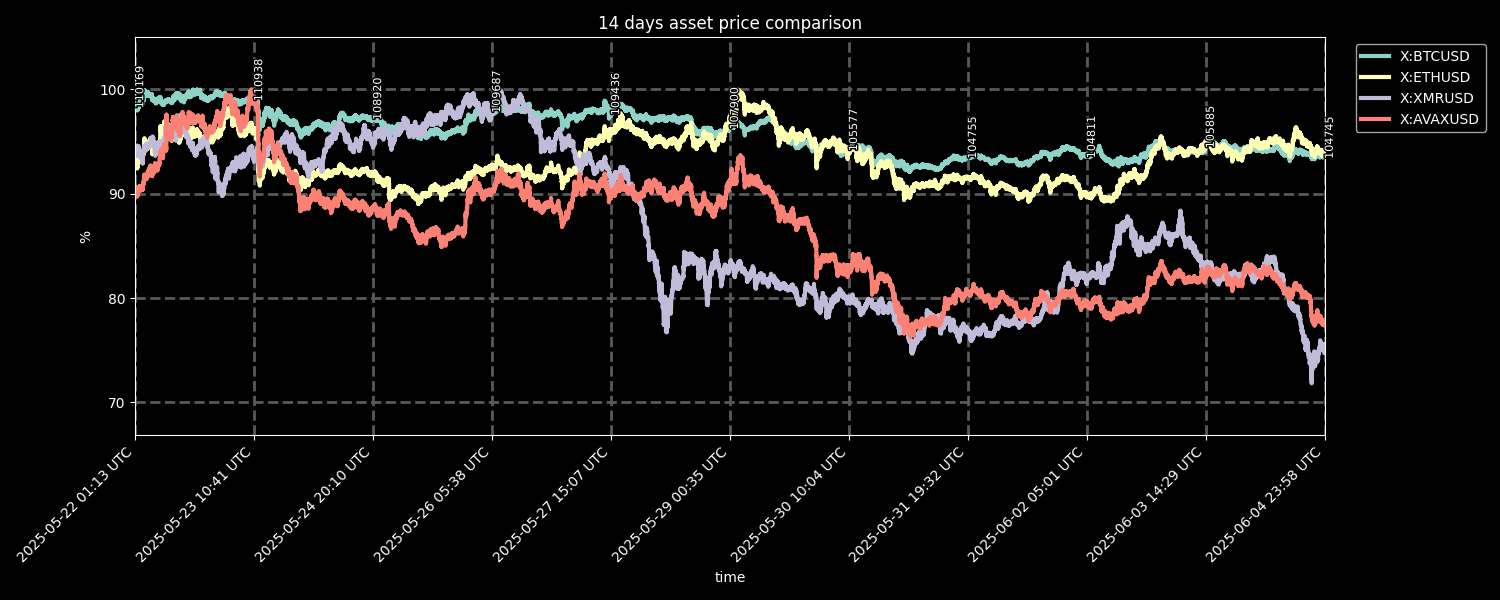 14 days asset price comparison
X:BTCUSD
X:ETHUSD
X:XMRUSD
X:AVAXUSD
100
90
80
70
%
110169
110938
108920
109687
109436
107900
105577
104755
104811
105885
104745
2025-05-22 01:13 UTC
2025-05-23 10:41 UTC
2025-05-24 20:10 UTC
2025-05-26 05:38 UTC
2025-05-27 15:07 UTC
2025-05-29 00:35 UTC
2025-05-30 10:04 UTC
2025-05-31 19:32 UTC
2025-06-02 05:01 UTC
2025-06-03 14:29 UTC
2025-06-04 23:58 UTC
time